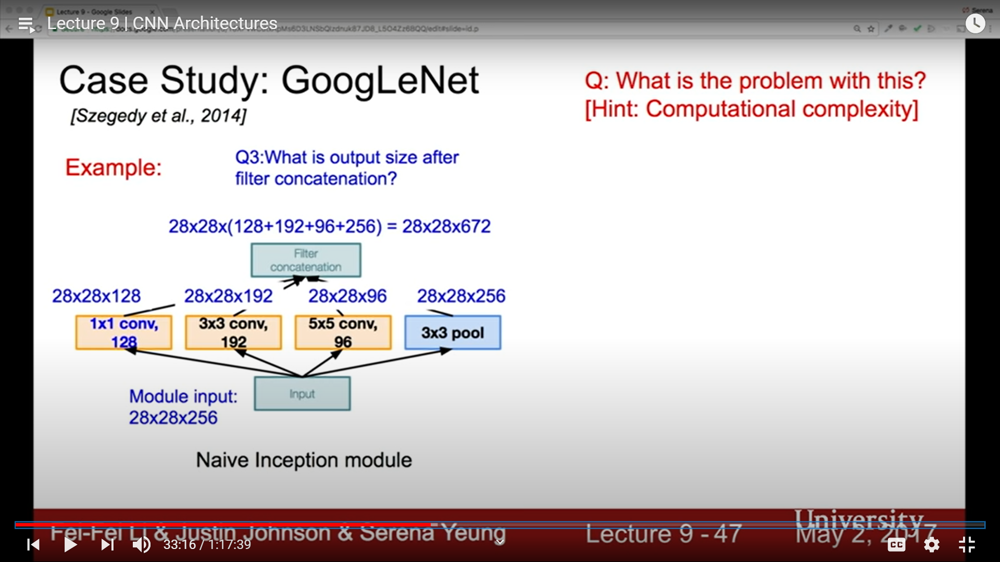 Lecture 9 - Google Slides
Serena
Lecture 9 | CNN Architectures
Case Study: GoogLeNet
[Szegedy et al., 2014]
Q: What is the problem with this?
[Hint: Computational complexity]
Example:
Q3:What is output size after
filter concatenation?
28x28x(128+192+96+256) = 28x28x672
Filter
concatenation
28x28x128 28x28x192 28x28x96 28x28x256
1x1 conv,
128
3x3 conv,
192
5x5 conv,
96
3x3 pool
Input
Module input:
28x28x256
Naive Inception module
Fei-Fei Li & Justin Johnson & Serena Yeung
Lecture 9 - 47
University
May 2, 2017
33:16 / 1:17:39
CC